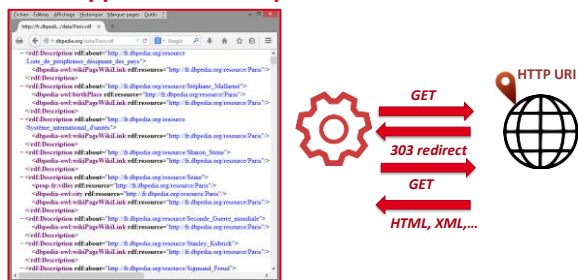 Fichier Édition Affichage Historique Marque-pages Outils ?
http://fr.dbpedi.../data/Paris.rdf
fr.dbpedia.org/data/Paris.rdf
Google
- <rdf:Description rdf:about="http://fr.dbpedia.org/resource
/Liste_de_périphrases_désignant_des_pays">
<dbpedia-owl:wikiPageWikiLink rdf:resource="http://fr.dbpedia.org/resource/Paris"/>
</rdf:Description>
- <rdf:Description rdf:about="http://fr.dbpedia.org/resource/Stéphane_Mallarmé">
<dbpedia-owl:birthPlace rdf:resource="http://fr.dbpedia.org/resource/Paris"/>
<dbpedia-owl:wikiPageWikiLink rdf:resource="http://fr.dbpedia.org/resource/Paris"/>
</rdf:Description>
- <rdf:Description rdf:about="http://fr.dbpedia.org/resource
/Système_international_d'unités">
<dbpedia-owl:wikiPageWikiLink rdf:resource="http://fr.dbpedia.org/resource/Paris"/>
</rdf:Description>
- <rdf:Description rdf:about="http://fr.dbpedia.org/resource/Sharon_Stone">
<dbpedia-owl:wikiPageWikiLink rdf:resource="http://fr.dbpedia.org/resource/Paris"/>
</rdf:Description>
- <rdf:Description rdf:about="http://fr.dbpedia.org/resource/Seine">
<prop-fr:villes rdf:resource="http://fr.dbpedia.org/resource/Paris"/>
<dbpedia-owl:city rdf:resource="http://fr.dbpedia.org/resource/Paris"/>
<dbpedia-owl:wikiPageWikiLink rdf:resource="http://fr.dbpedia.org/resource/Paris"/>
</rdf:Description>
- <rdf:Description rdf:about="http://fr.dbpedia.org/resource/Seconde_Guerre_mondiale">
<dbpedia-owl:wikiPageWikiLink rdf:resource="http://fr.dbpedia.org/resource/Paris"/>
</rdf:Description>
- <rdf:Description rdf:about="http://fr.dbpedia.org/resource/Stanley_Kubrick">
<dbpedia-owl:wikiPageWikiLink rdf:resource="http://fr.dbpedia.org/resource/Paris"/>
</rdf:Description>
- <rdf:Description rdf:about="http://fr.dbpedia.org/resource/Sigmund_Freud">
HTTP URI
GET
303 redirect
GET
HTML, XML,...